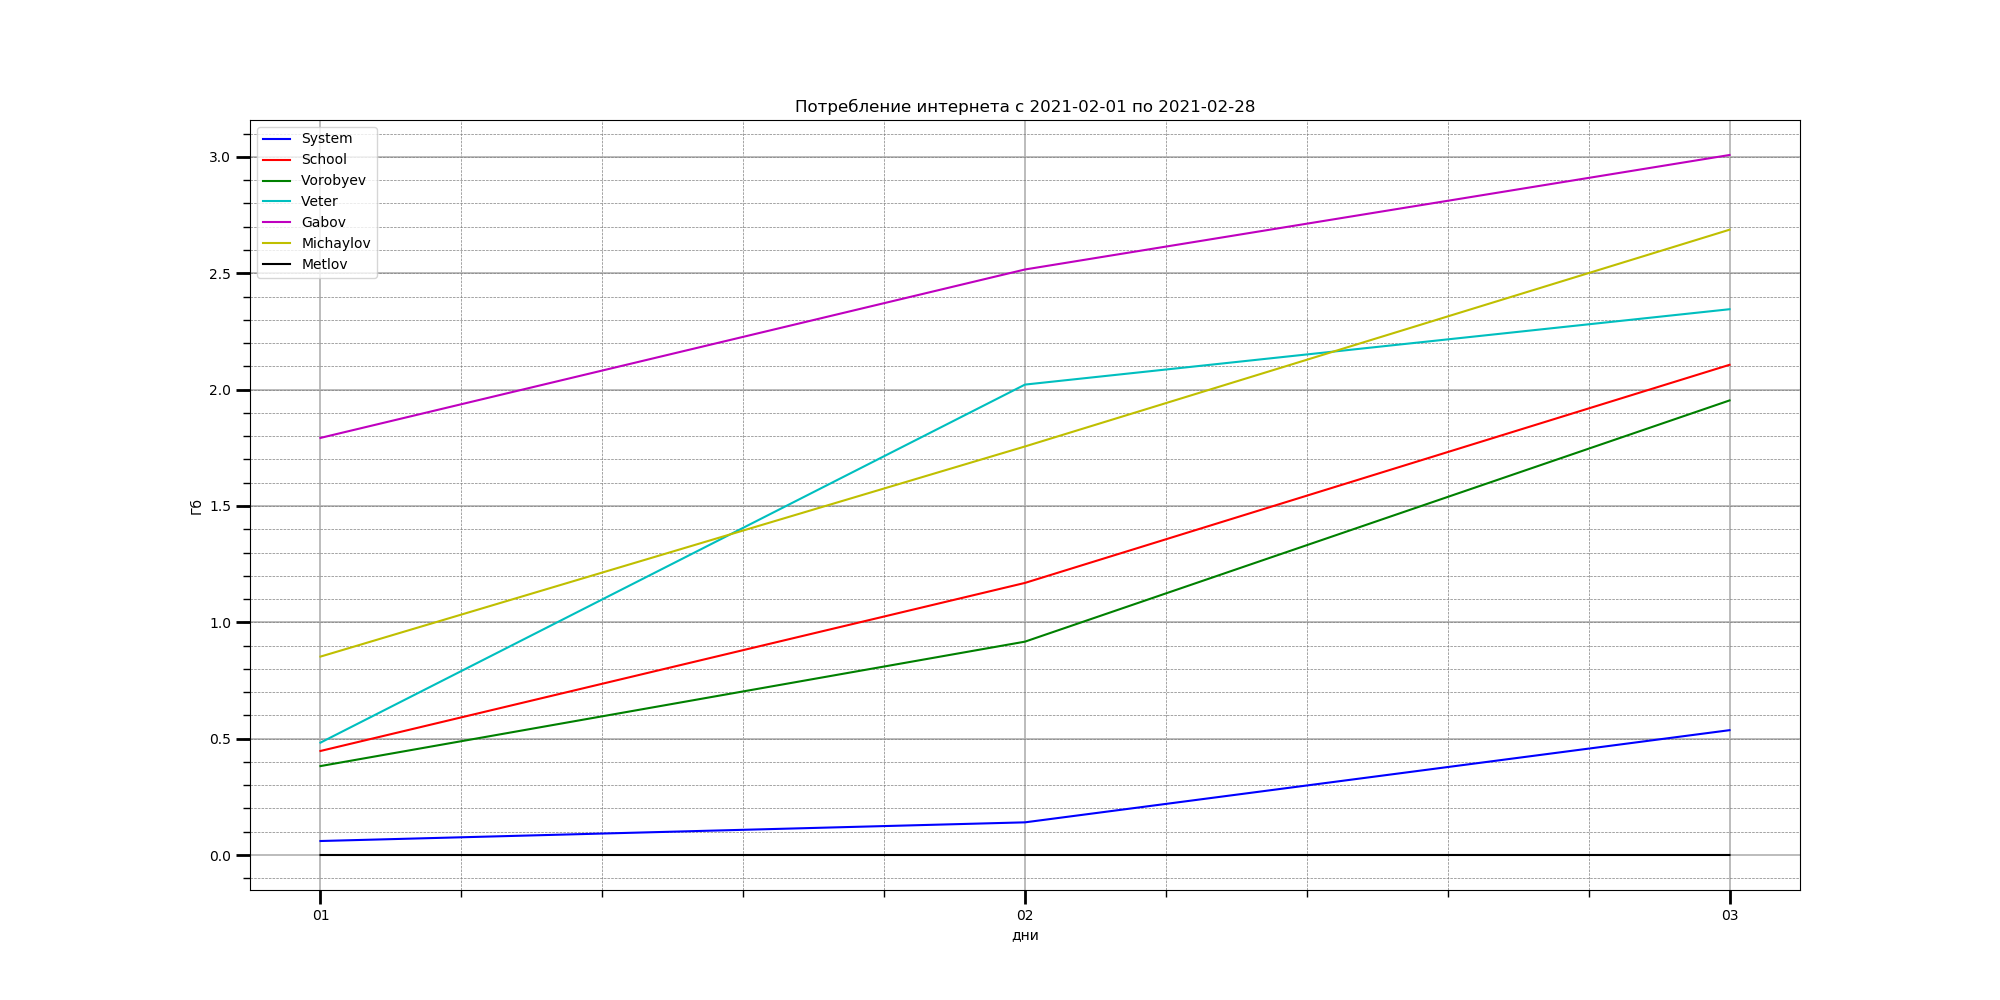 Потребление интернета с 2021-02-01 по 2021-02-28
System
School
Vorobyev
Veter
Gabov
Michaylov
Metlov
Гб
3.0
2.5
2.0
1.5
1.0
0.5
0.0
01 02 03
дни